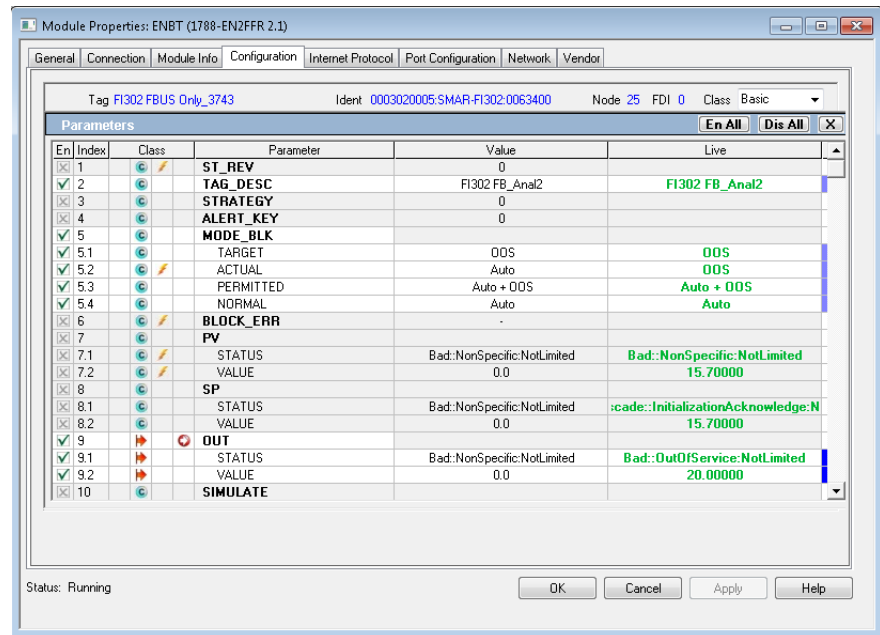 Module Properties: ENBT (1788-EN2FFR 2.1)
General Connection Module Info Configuration Internet Protocol Port Configuration Network Vendor
Tag FI302 FBUS Only_3743 Ident 0003020005:SMAR-FI302:0063400 Node 25 FDI 0 Class Basic
Parameters En All Dis All X
En Index Class Parameter Value Live
1 C ST_REV 0
2 C TAG_DESC FI302 FB_Anal2 FI302 FB_Anal2
3 C STRATEGY 0
4 C ALERT_KEY 0
5 C MODE_BLK
5.1 C TARGET OOS OOS
5.2 C ACTUAL Auto OOS
5.3 C PERMITTED Auto + OOS Auto + OOS
5.4 C NORMAL Auto Auto
6 C BLOCK_ERR -
7 C PV
7.1 C STATUS Bad::NonSpecific:NotLimited Bad::NonSpecific:NotLimited
7.2 C VALUE 0.0 15.70000
8 C SP
8.1 C STATUS Bad::NonSpecific:NotLimited :cade::InitializationAcknowledge:N
8.2 C VALUE 0.0 15.70000
9 OUT
9.1 STATUS Bad::NonSpecific:NotLimited Bad::OutOfService:NotLimited
9.2 VALUE 0.0 20.00000
10 C SIMULATE
Status: Running OK Cancel Apply Help